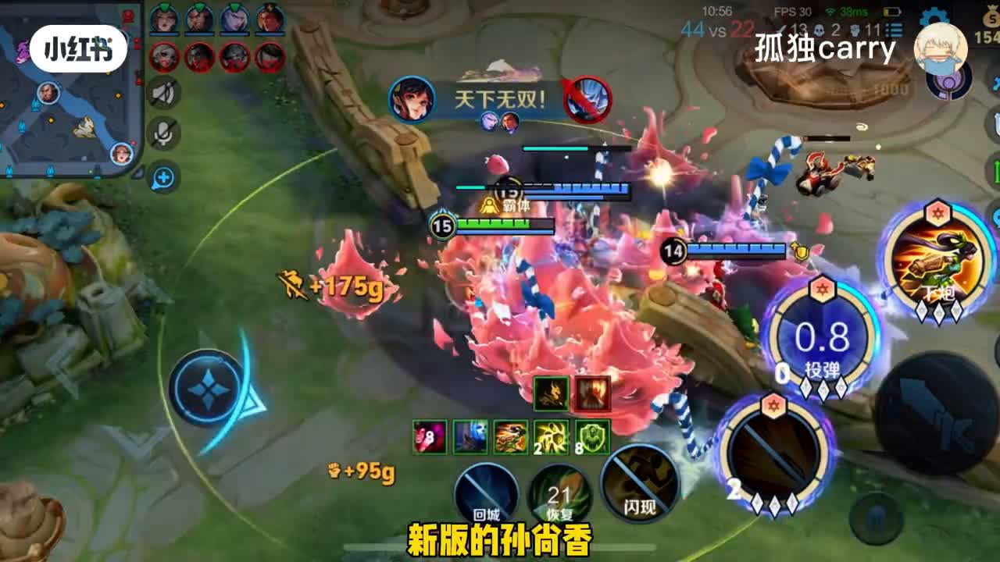 小红书
10:56
FPS 30
38ms
44 vs 22
13
2
11
154
孤独carry
天下无双！
1000
15
霸体
15
14
+175g
+95g
下炮
0.8
0
投弹
8
2
8
2
回城
21
恢复
闪现
新版的孙尚香